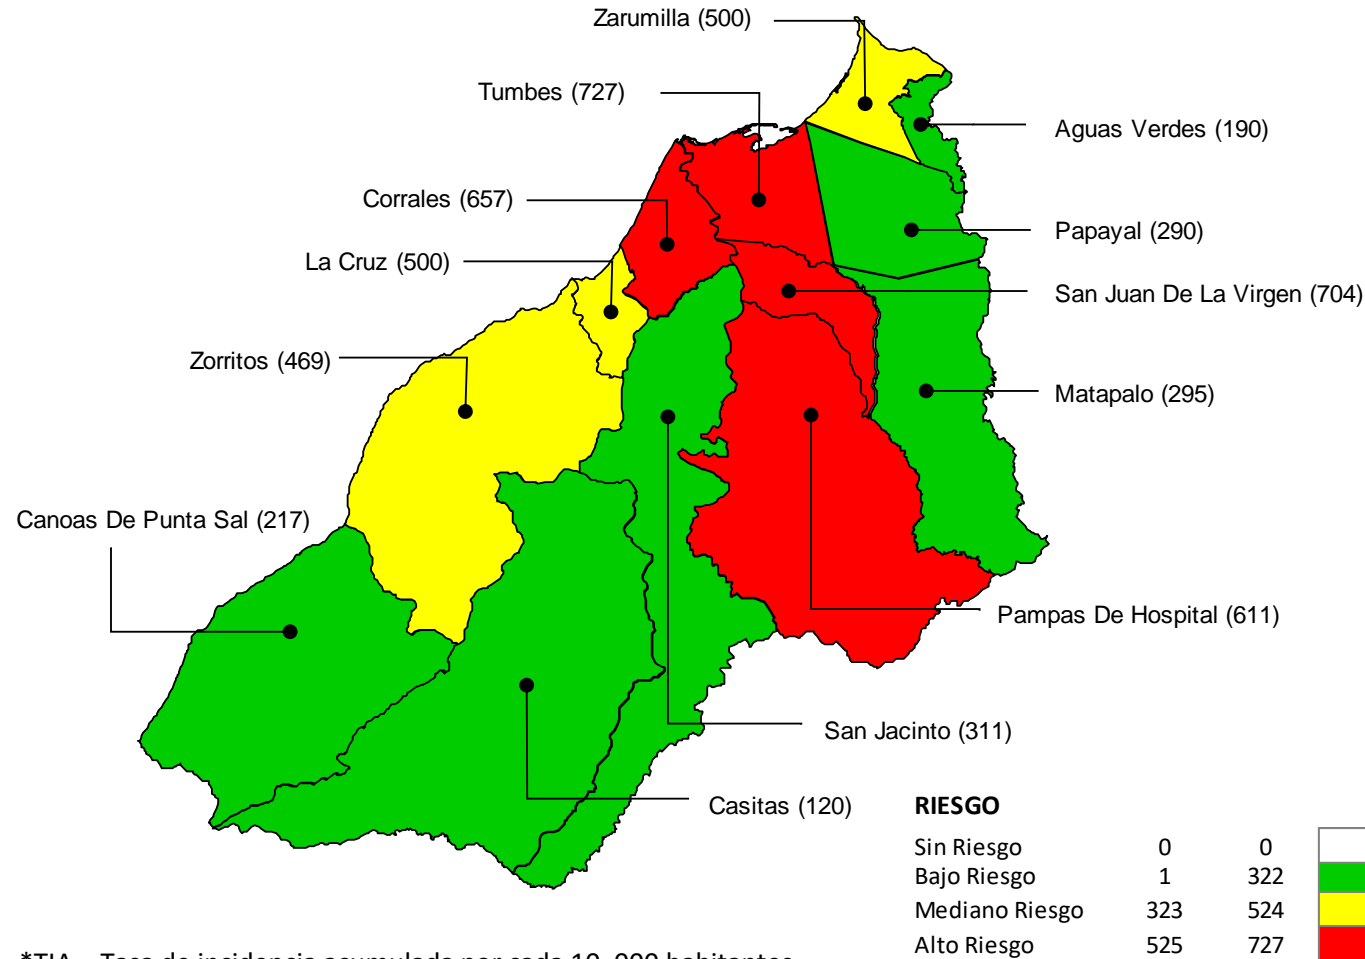 Zarumilla (500)
Tumbes (727)
Aguas Verdes (190)
Corrales (657)
Papayal (290)
La Cruz (500)
San Juan De La Virgen (704)
Zorritos (469)
Matapalo (295)
Canoas De Punta Sal (217)
Pampas De Hospital (611)
San Jacinto (311)
Casitas (120)
RIESGO
Sin Riesgo 0 0
Bajo Riesgo 1 322
Mediano Riesgo 323 524
Alto Riesgo 525 727